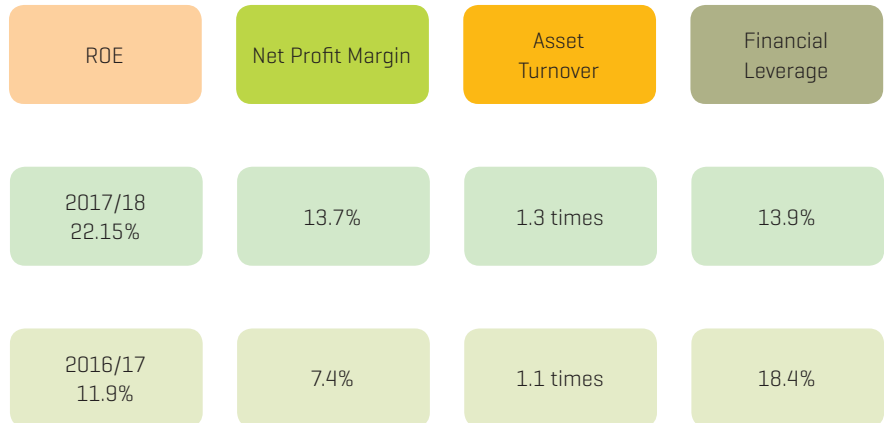 ROE
Net Profit Margin
Asset
Turnover
Financial
Leverage
2017/18
22.15%
13.7%
1.3 times
13.9%
2016/17
11.9%
7.4%
1.1 times
18.4%